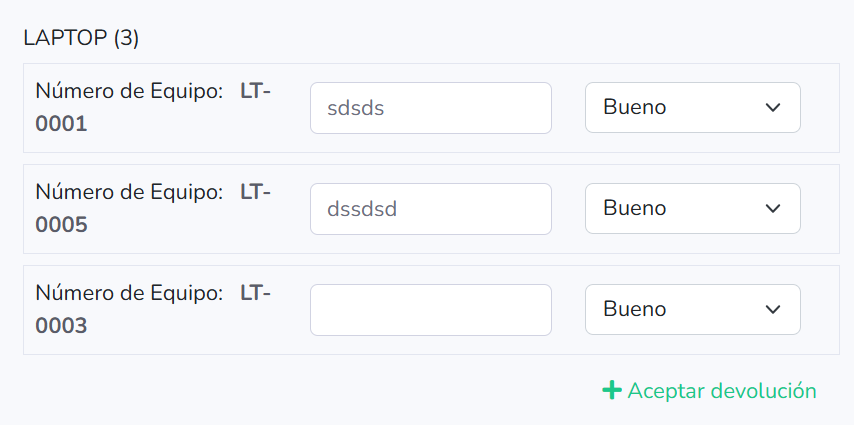 LAPTOP (3)
Número de Equipo: LT-
0001
sdsds
Bueno
Número de Equipo: LT-
0005
dssdsd
Bueno
Número de Equipo: LT-
0003
Bueno
Aceptar devolución